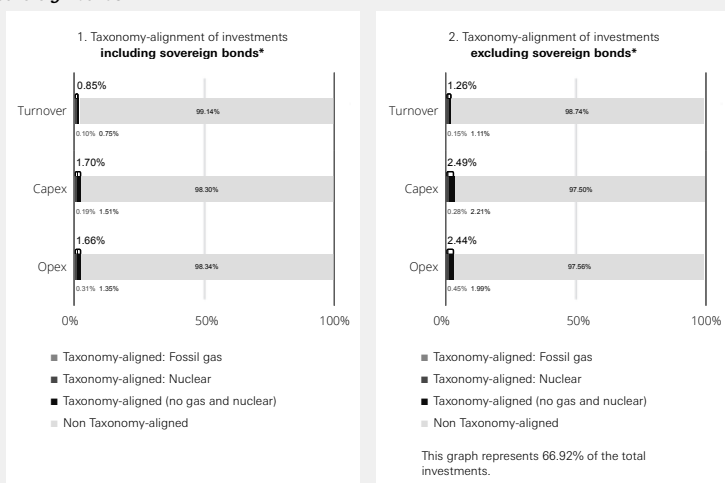 1. Taxonomy-alignment of investments
including sovereign bonds*
0.85%
Turnover
99.14%
0.10% 0.75%
1.70%
Capex
98.30%
0.19% 1.51%
1.66%
Opex
98.34%
0.31% 1.35%
0% 50% 100%
■ Taxonomy-aligned: Fossil gas
■ Taxonomy-aligned: Nuclear
■ Taxonomy-aligned (no gas and nuclear)
■ Non Taxonomy-aligned
2. Taxonomy-alignment of investments
excluding sovereign bonds*
1.26%
Turnover
98.74%
0.15% 1.11%
2.49%
Capex
97.50%
0.28% 2.21%
2.44%
Opex
97.56%
0.45% 1.99%
0% 50% 100%
■ Taxonomy-aligned: Fossil gas
■ Taxonomy-aligned: Nuclear
■ Taxonomy-aligned (no gas and nuclear)
■ Non Taxonomy-aligned
This graph represents 66.92% of the total
investments.